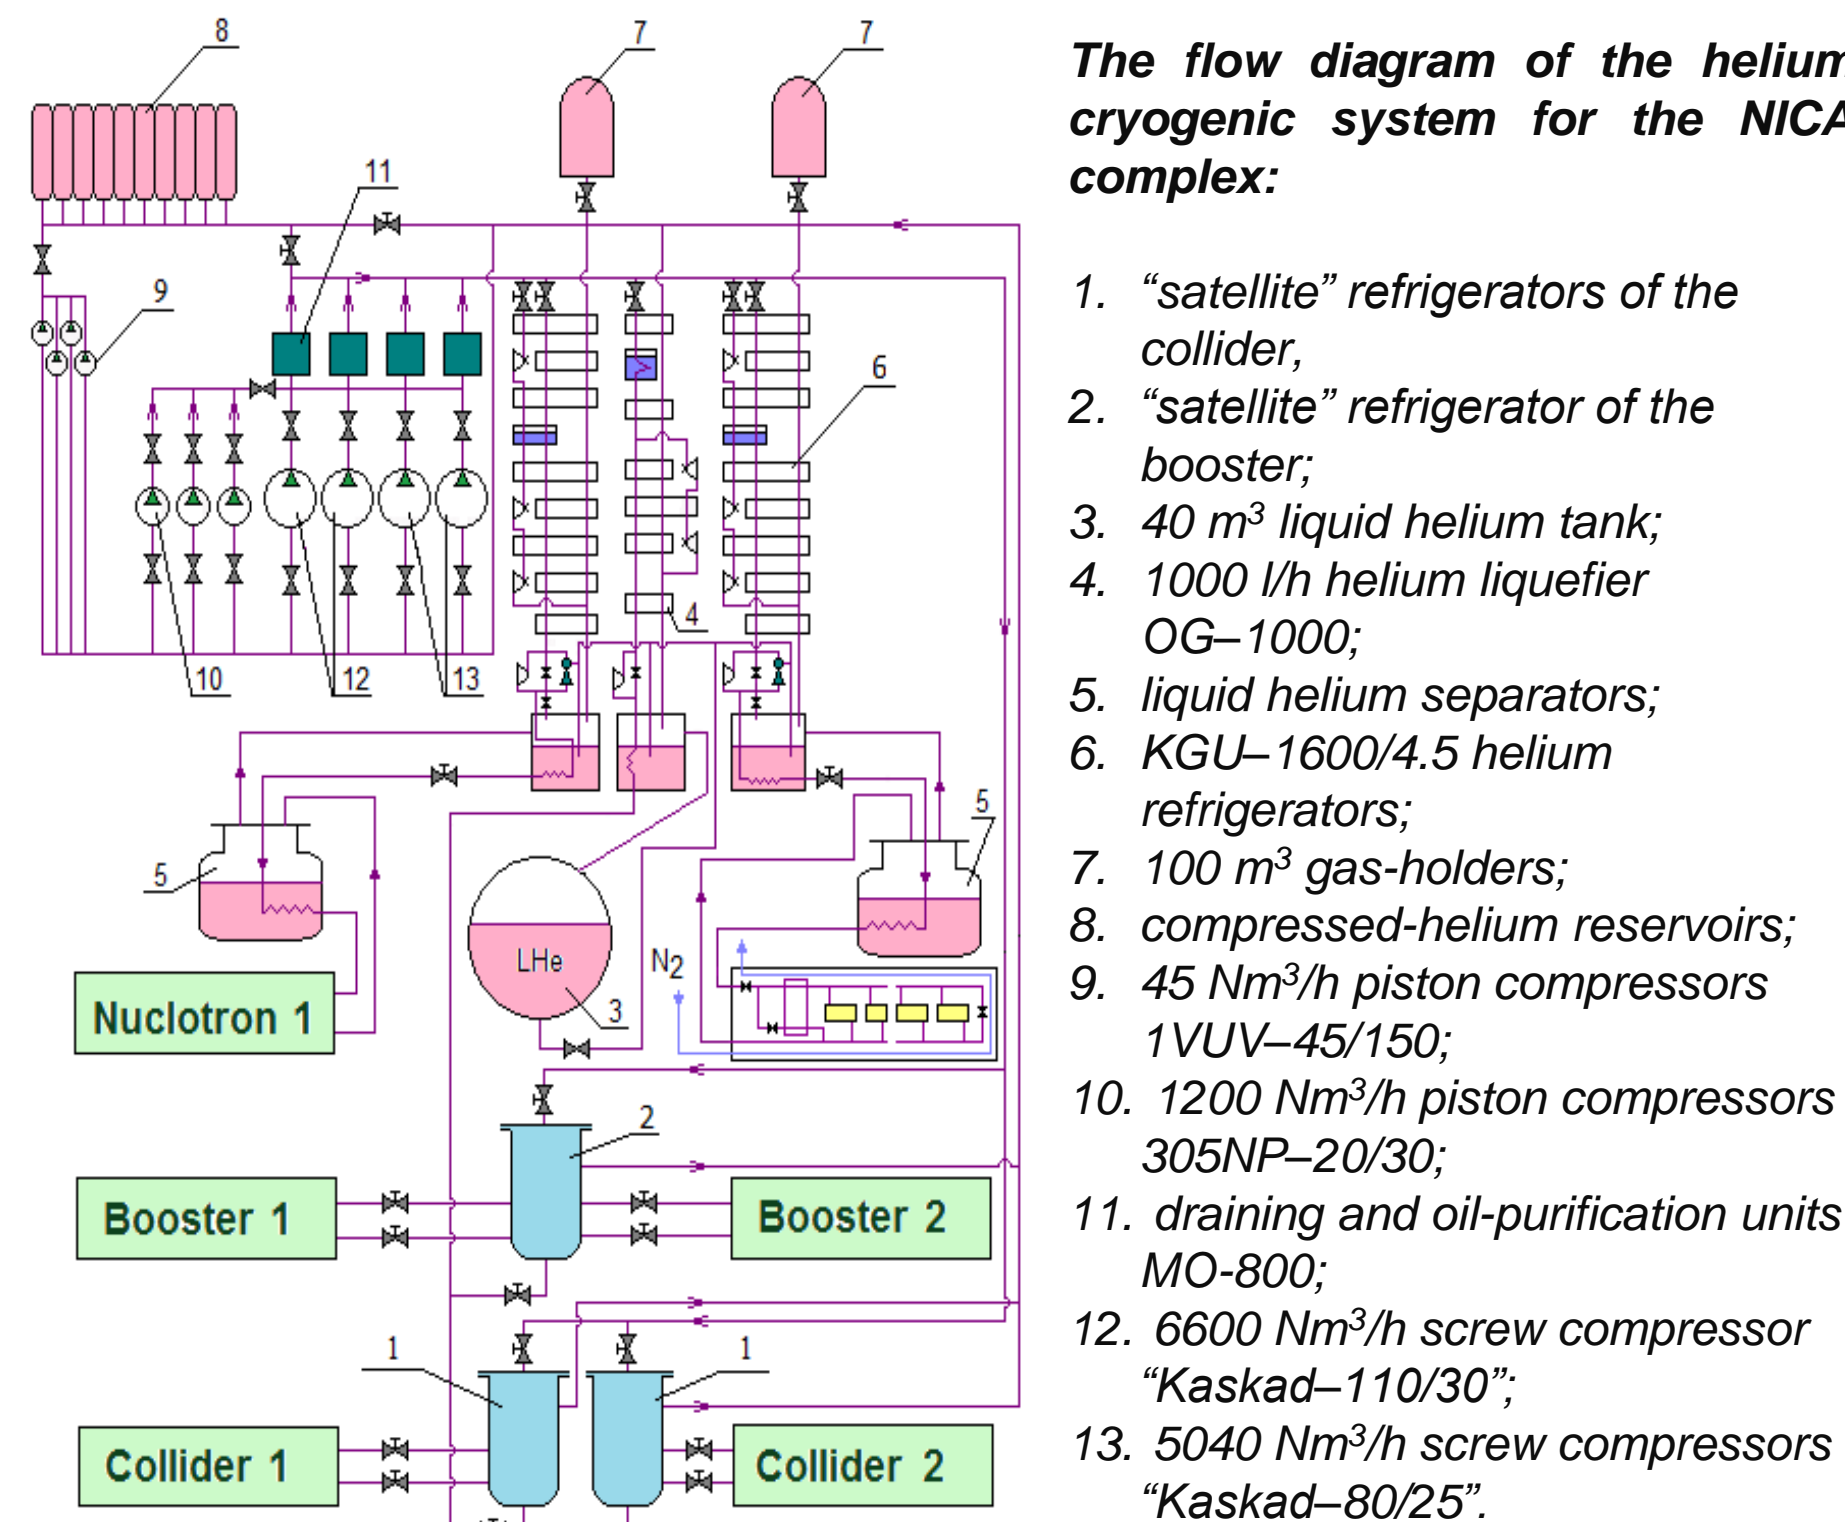 8
7
7
11
9
6
4
10
12
13
5
5
LHe
N2
3
Nuclotron 1
2
Booster 1
Booster 2
1
1
Collider 1
Collider 2
The flow diagram of the helium
cryogenic system for the NICA
complex:
1. “satellite” refrigerators of the
collider,
2. “satellite” refrigerator of the
booster;
3. 40 m³ liquid helium tank;
4. 1000 l/h helium liquefier
OG–1000;
5. liquid helium separators;
6. KGU–1600/4.5 helium
refrigerators;
7. 100 m³ gas-holders;
8. compressed-helium reservoirs;
9. 45 Nm³/h piston compressors
1VUV–45/150;
10. 1200 Nm³/h piston compressors
305NP–20/30;
11. draining and oil-purification units
MO-800;
12. 6600 Nm³/h screw compressor
“Kaskad–110/30”;
13. 5040 Nm³/h screw compressors
“Kaskad–80/25”.